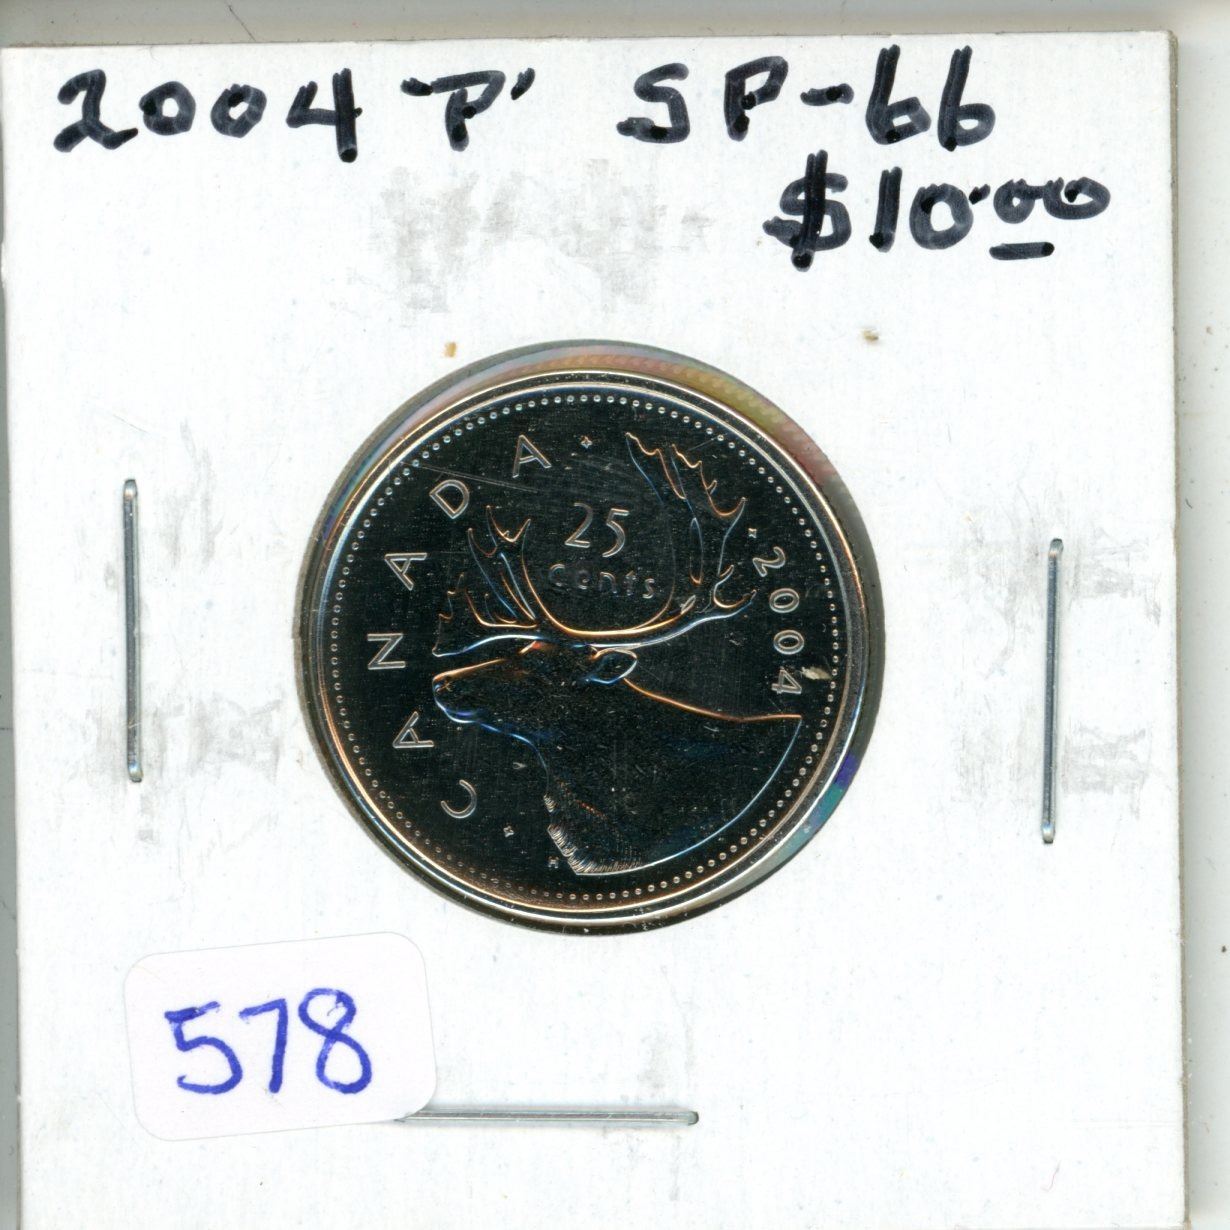 2004 "P" SP-66
$10.00
CANADA
25
cents
2004
H
578